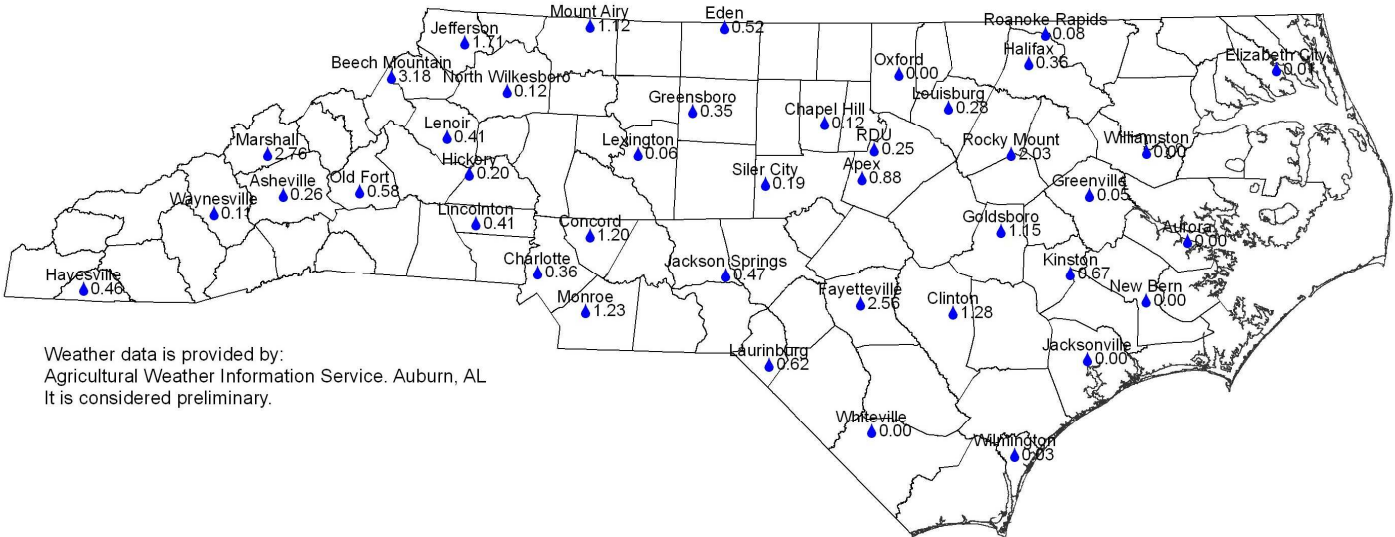 Mount Airy
1.12
Eden
0.52
Roanoke Rapids
0.08
Jefferson
1.71
Halifax
0.36
Elizabeth City
0.01
Beech Mountain
3.18
North Wilkesboro
0.12
Oxford
0.00
Louisburg
0.28
Greensboro
0.35
Chapel Hill
0.12
Lenoir
0.41
RDU
0.25
Marshall
2.76
Lexington
0.06
Rocky Mount
2.03
Williamston
0.00
Hickory
0.20
Apex
0.88
Siler City
0.19
Asheville
0.26
Old Fort
0.58
Greenville
0.05
Waynesville
0.11
Lincolnton
0.41
Concord
1.20
Goldsboro
1.15
Aurora
0.00
Charlotte
0.36
Jackson Springs
0.47
Kinston
0.67
Hayesville
0.46
New Bern
0.00
Fayetteville
2.56
Clinton
1.28
Monroe
1.23
Jacksonville
0.00
Laurinburg
0.62
Weather data is provided by:
Agricultural Weather Information Service. Auburn, AL
It is considered preliminary.
Whiteville
0.00
Wilmington
0.03